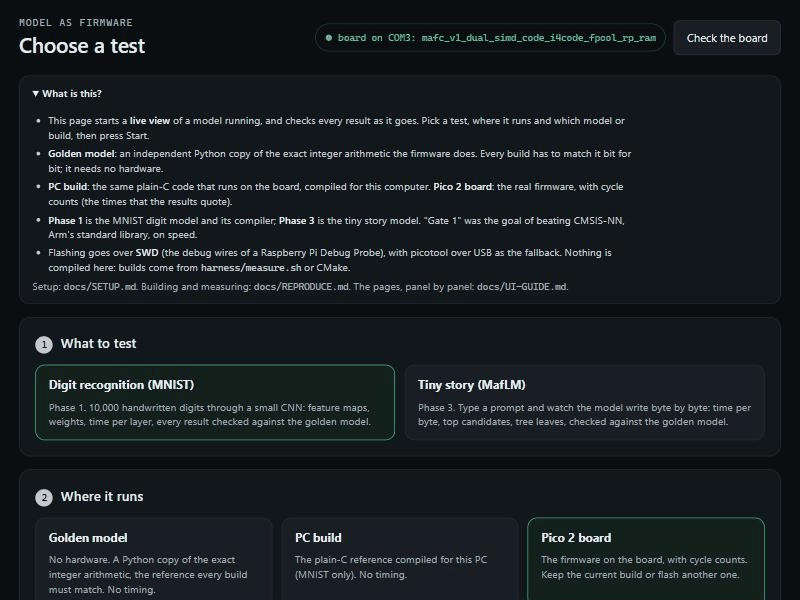 MODEL AS FIRMWARE
Choose a test
board on COM3: mafc_v1_dual_simd_code_i4code_fpool_rp_ram
Check the board
▼ What is this?
• This page starts a live view of a model running, and checks every result as it goes. Pick a test, where it runs and which model or
build, then press Start.
• Golden model: an independent Python copy of the exact integer arithmetic the firmware does. Every build has to match it bit for
bit; it needs no hardware.
• PC build: the same plain-C code that runs on the board, compiled for this computer. Pico 2 board: the real firmware, with cycle
counts (the times that the results quote).
• Phase 1 is the MNIST digit model and its compiler; Phase 3 is the tiny story model. "Gate 1" was the goal of beating CMSIS-NN,
Arm's standard library, on speed.
• Flashing goes over SWD (the debug wires of a Raspberry Pi Debug Probe), with picotool over USB as the fallback. Nothing is
compiled here: builds come from harness/measure.sh or CMake.
Setup: docs/SETUP.md. Building and measuring: docs/REPRODUCE.md. The pages, panel by panel: docs/UI-GUIDE.md.
1 What to test
Digit recognition (MNIST)
Phase 1. 10,000 handwritten digits through a small CNN: feature maps,
weights, time per layer, every result checked against the golden model.
Tiny story (MafLM)
Phase 3. Type a prompt and watch the model write byte by byte: time per
byte, top candidates, tree leaves, checked against the golden model.
2 Where it runs
Golden model
No hardware. A Python copy of the exact
integer arithmetic, the reference every build
must match. No timing.
PC build
The plain-C reference compiled for this PC
(MNIST only). No timing.
Pico 2 board
The firmware on the board, with cycle counts.
Keep the current build or flash another one.